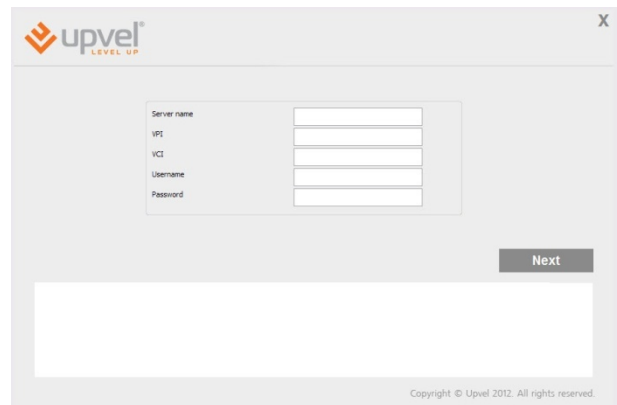 X
upvel®
LEVEL UP
Server name
VPI
VCI
Username
Password
Next
Copyright © Upvel 2012. All rights reserved.